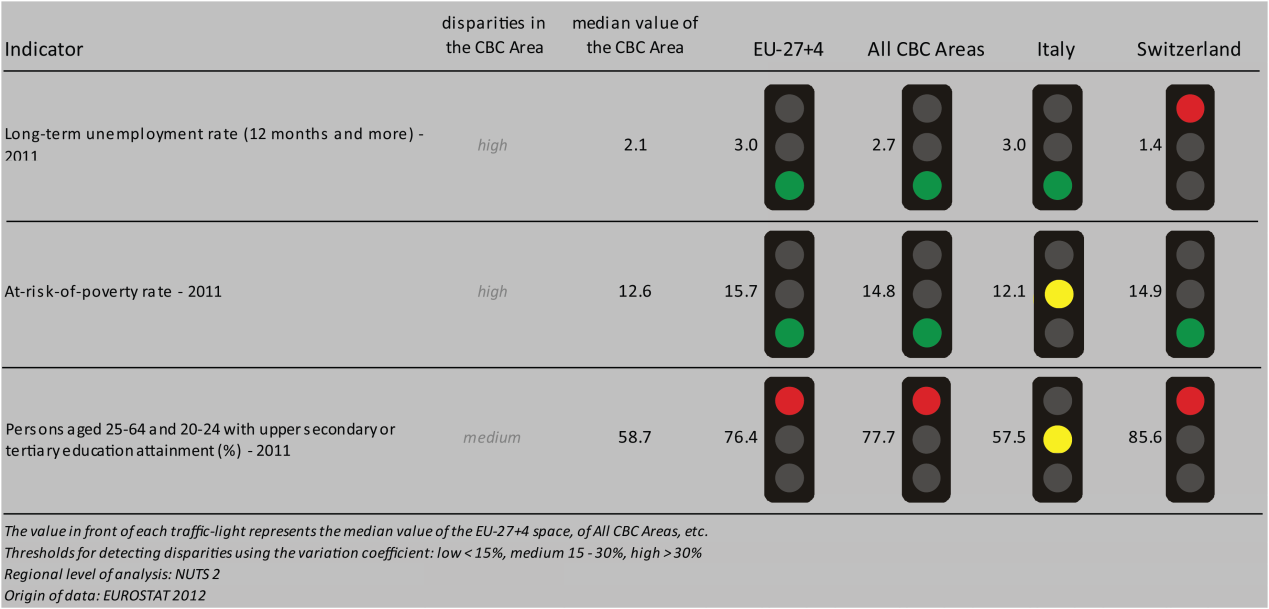 Indicator
disparities in
the CBC Area
median value of
the CBC Area
EU-27+4
All CBC Areas
Italy
Switzerland
Long-term unemployment rate (12 months and more) -
2011
high
2.1
3.0
2.7
3.0
1.4
At-risk-of-poverty rate - 2011
high
12.6
15.7
14.8
12.1
14.9
Persons aged 25-64 and 20-24 with upper secondary or
tertiary education attainment (%) - 2011
medium
58.7
76.4
77.7
57.5
85.6
The value in front of each traffic-light represents the median value of the EU-27+4 space, of All CBC Areas, etc.
Thresholds for detecting disparities using the variation coefficient: low < 15%, medium 15 - 30%, high > 30%
Regional level of analysis: NUTS 2
Origin of data: EUROSTAT 2012